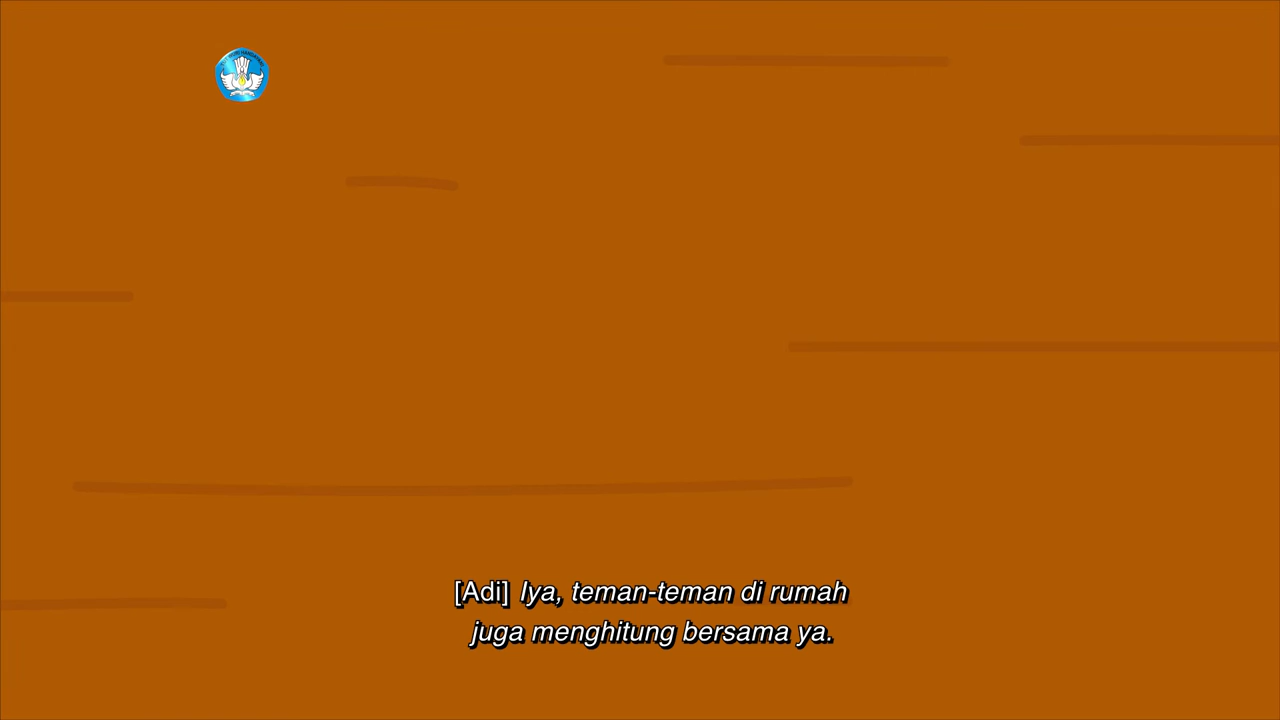 [Adi] Iya, teman-teman di rumah
juga menghitung bersama ya.